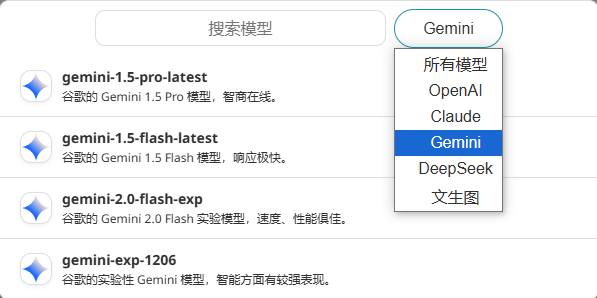 搜索模型
Gemini
所有模型
OpenAI
Claude
Gemini
DeepSeek
文生图
gemini-1.5-pro-latest
谷歌的 Gemini 1.5 Pro 模型，智商在线。
gemini-1.5-flash-latest
谷歌的 Gemini 1.5 Flash 模型，响应极快。
gemini-2.0-flash-exp
谷歌的 Gemini 2.0 Flash 实验模型，速度、性能俱佳。
gemini-exp-1206
谷歌的实验性 Gemini 模型，智能方面有较强表现。